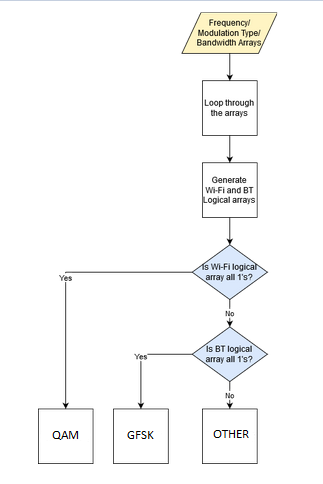 Frequency/
Modulation Type/
Bandwidth Arrays
Loop through
the arrays
Generate
Wi-Fi and BT
Logical arrays
Is Wi-Fi logical
array all 1's?
Yes
No
Is BT logical
array all 1's?
Yes
No
QAM
GFSK
OTHER